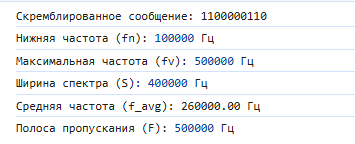 Скремблированное сообщение: 1100000110
Нижняя частота (fn): 100000 Гц
Максимальная частота (fv): 500000 Гц
Ширина спектра (S): 400000 Гц
Средняя частота (f_avg): 260000.00 Гц
Полоса пропускания (F): 500000 Гц